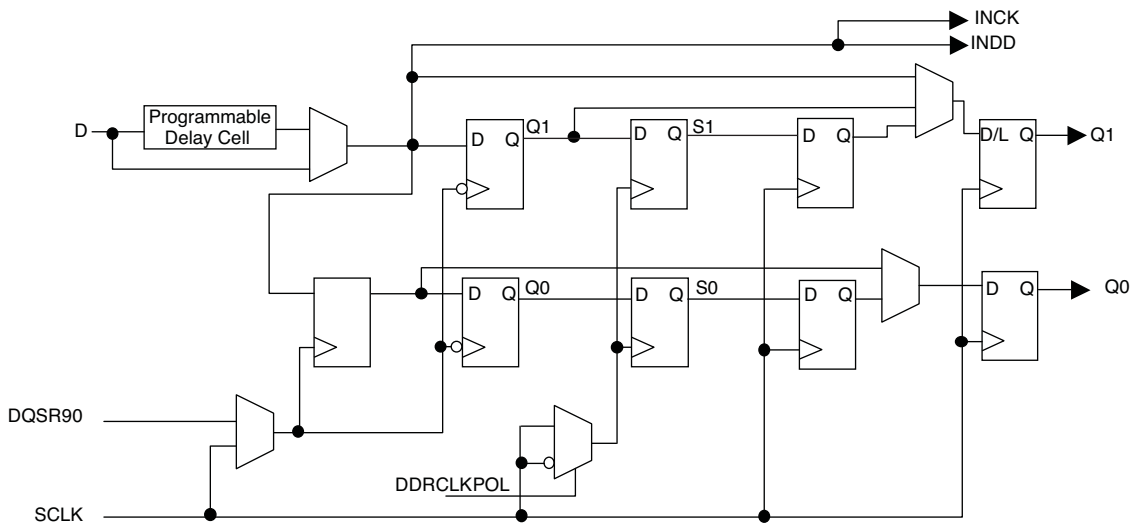 INCK
INDD
Programmable
Delay Cell
D
D Q
Q1
D Q
S1
D Q
D/L Q
Q1
D Q
Q0
D Q
S0
D Q
D Q
Q0
DQSR90
DDRCLKPOL
SCLK